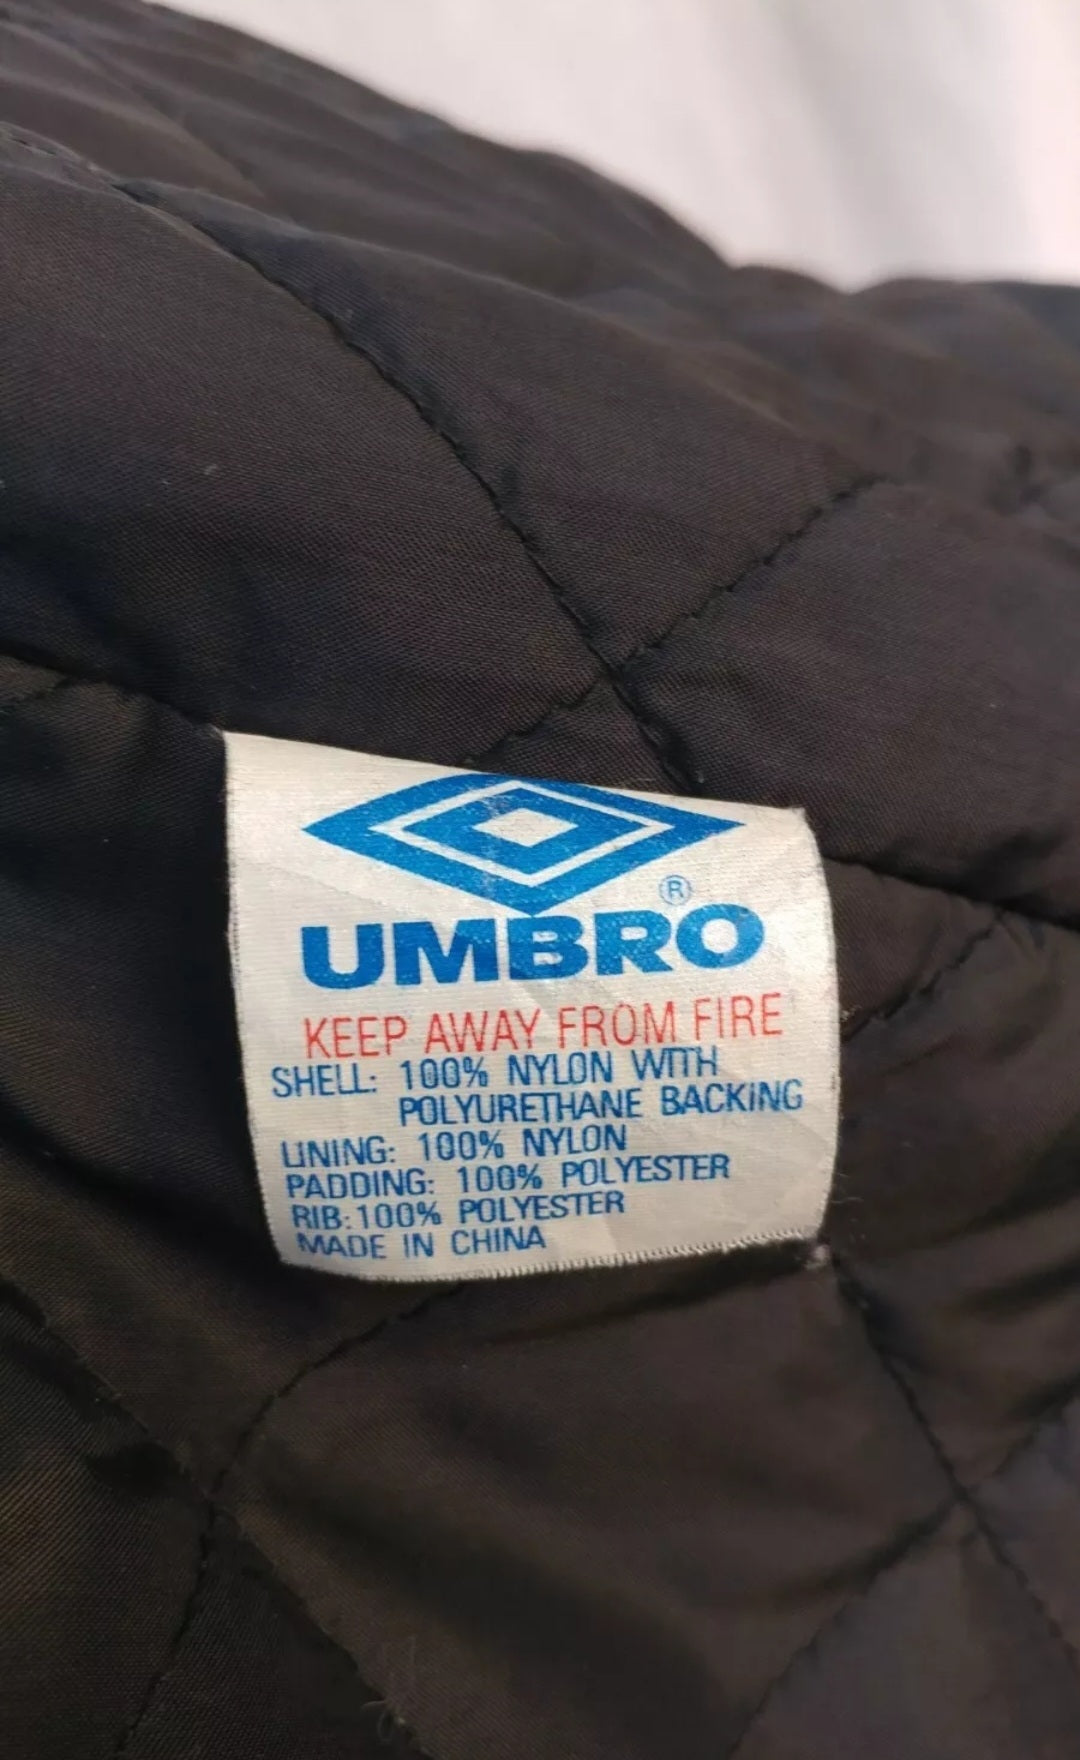 ®
UMBRO
KEEP AWAY FROM FIRE
SHELL: 100% NYLON WITH
POLYURETHANE BACKING
LINING: 100% NYLON
PADDING: 100% POLYESTER
RIB:100% POLYESTER
MADE IN CHINA